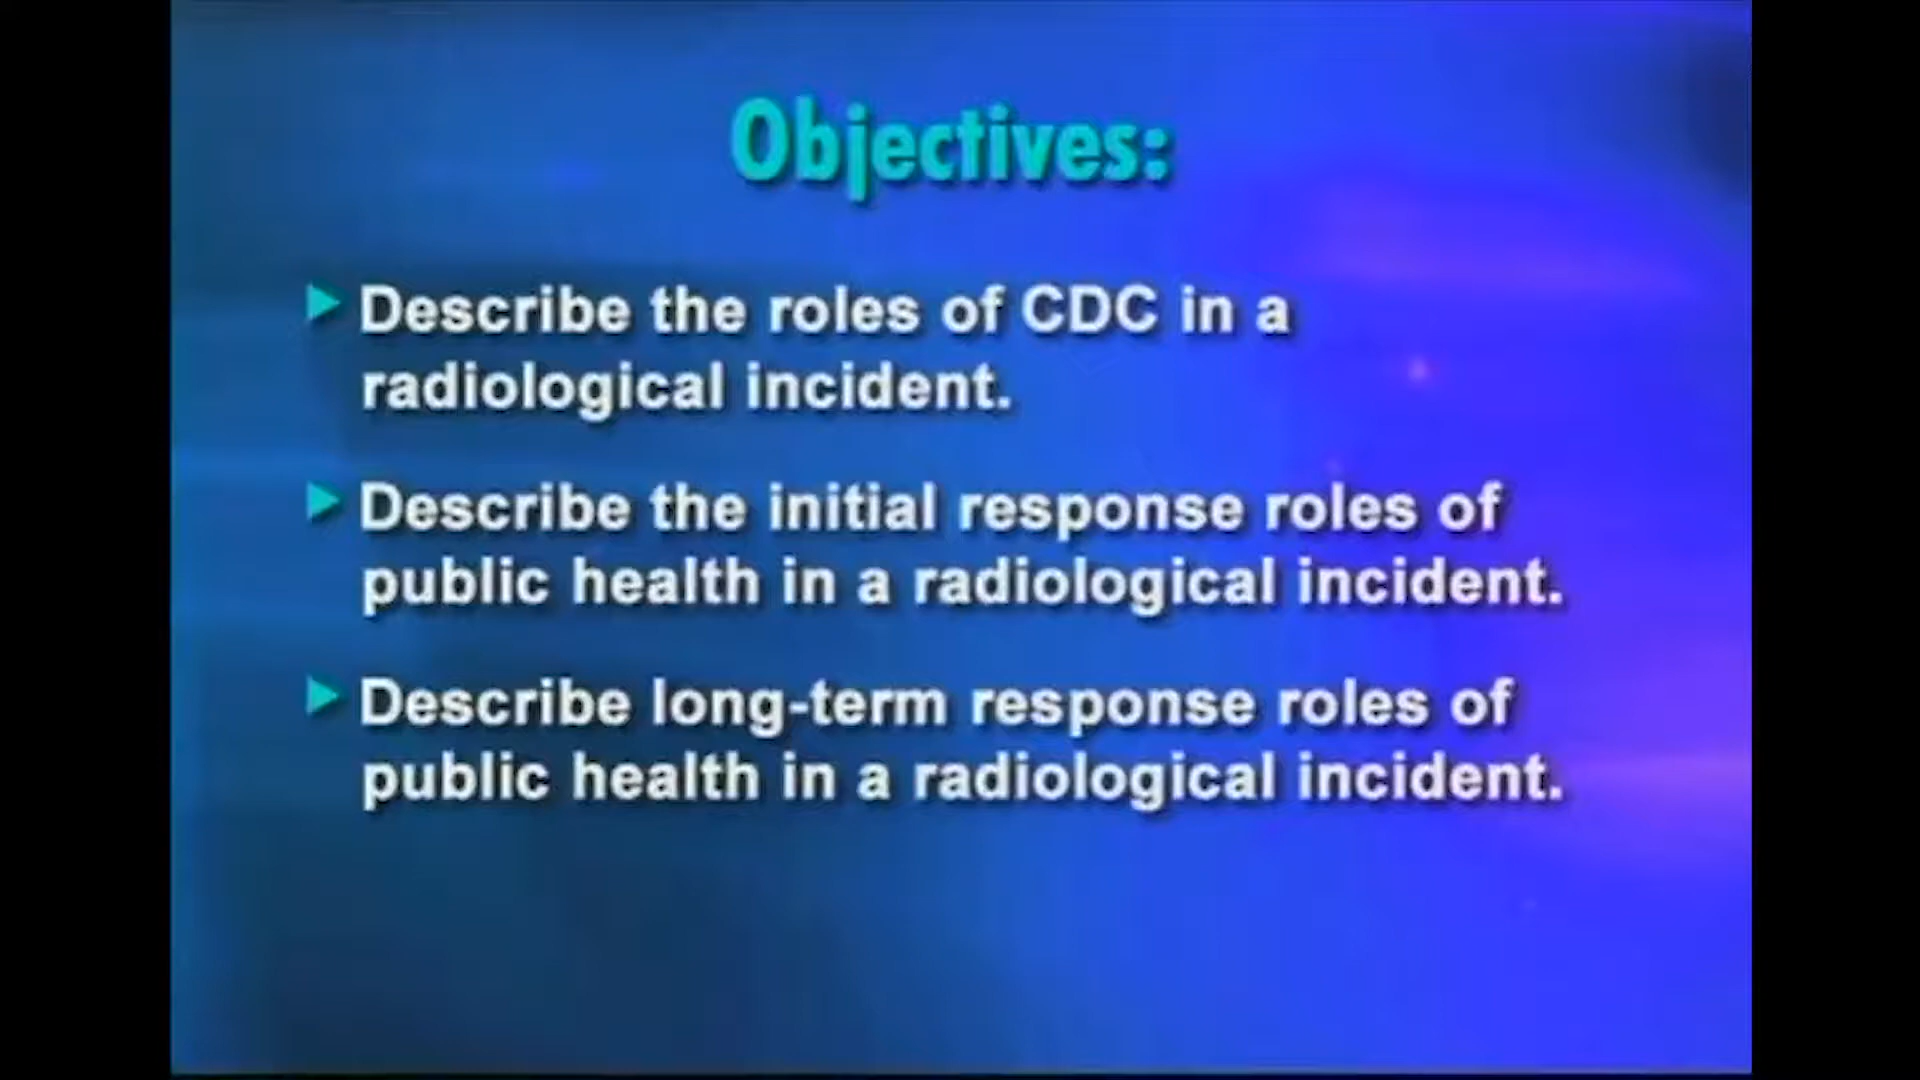 Objectives:
Describe the roles of CDC in a
radiological incident.
Describe the initial response roles of
public health in a radiological incident.
Describe long-term response roles of
public health in a radiological incident.